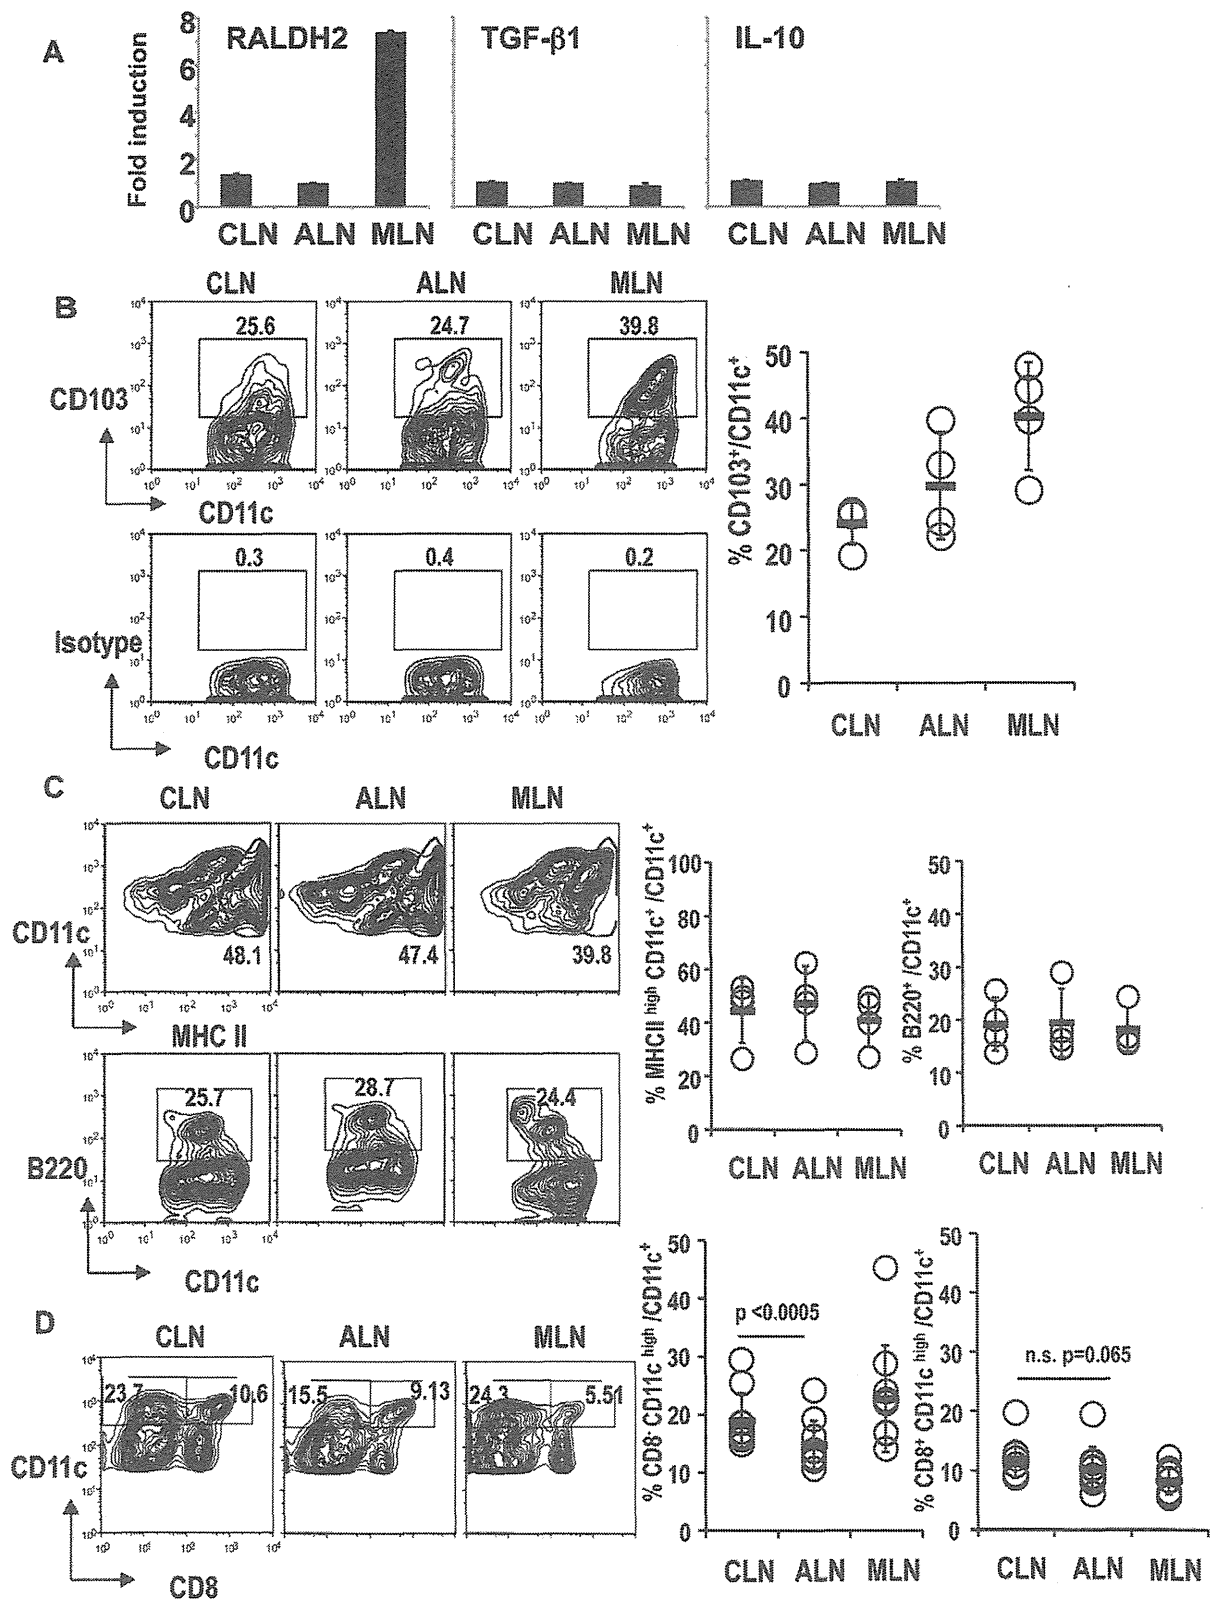 A
Fold induction
8
6
4
2
0
RALDH2
TGF-β1
IL-10
CLN ALN MLN
CLN ALN MLN
CLN ALN MLN
B
CLN
ALN
MLN
25.6
24.7
39.8
CD103
CD11c
0.3
0.4
0.2
Isotype
CD11c
% CD103⁺/CD11c⁺
50
40
30
20
10
0
CLN ALN MLN
C
CLN
ALN
MLN
CD11c
48.1
47.4
39.8
MHC II
25.7
28.7
24.4
B220
CD11c
% MHCII high CD11c⁺ /CD11c⁺
100
80
60
40
20
0
CLN ALN MLN
% B220⁺ /CD11c⁺
50
40
30
20
10
0
CLN ALN MLN
D
CLN
ALN
MLN
23.7
10.6
15.5
9.13
24.3
5.51
CD11c
CD8
% CD8⁻ CD11c high /CD11c⁺
50
40
30
20
10
0
p <0.0005
CLN ALN MLN
% CD8⁺ CD11c high /CD11c⁺
50
40
30
20
10
0
n.s. p=0.065
CLN ALN MLN